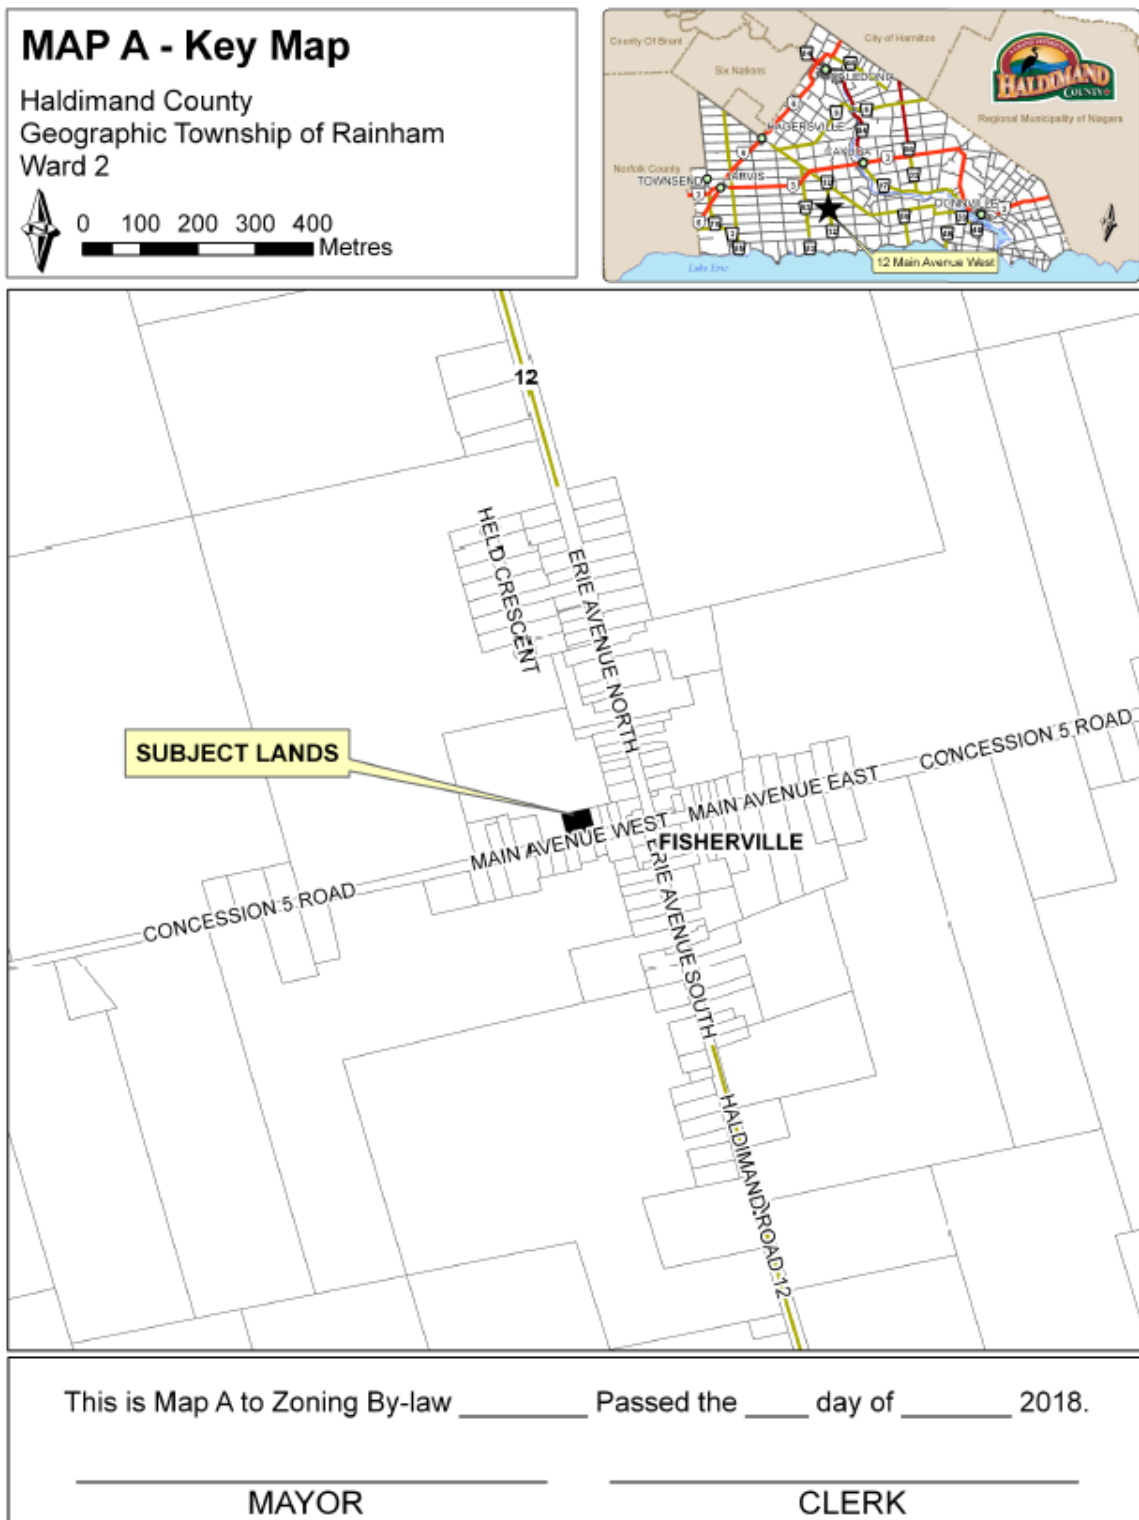 MAP A - Key Map
Haldimand County
Geographic Township of Rainham
Ward 2
0 100 200 300 400
Metres
County Of Brant
City of Hamilton
Six Nations
HALDIMAND
COUNTY
Regional Municipality of Niagara
HAGERSVILLE
CAYUGA
Norfolk County
TOWNSEND
JARVIS
DUNNVILLE
12 Main Avenue West
Lake Erie
12
HELD CRESCENT
ERIE AVENUE NORTH
SUBJECT LANDS
CONCESSION 5 ROAD
MAIN AVENUE EAST
MAIN AVENUE WEST
FISHERVILLE
CONCESSION 5 ROAD
ERIE AVENUE SOUTH
HALDIMAND ROAD 12
This is Map A to Zoning By-law ________ Passed the ____ day of _______ 2018.
MAYOR
CLERK